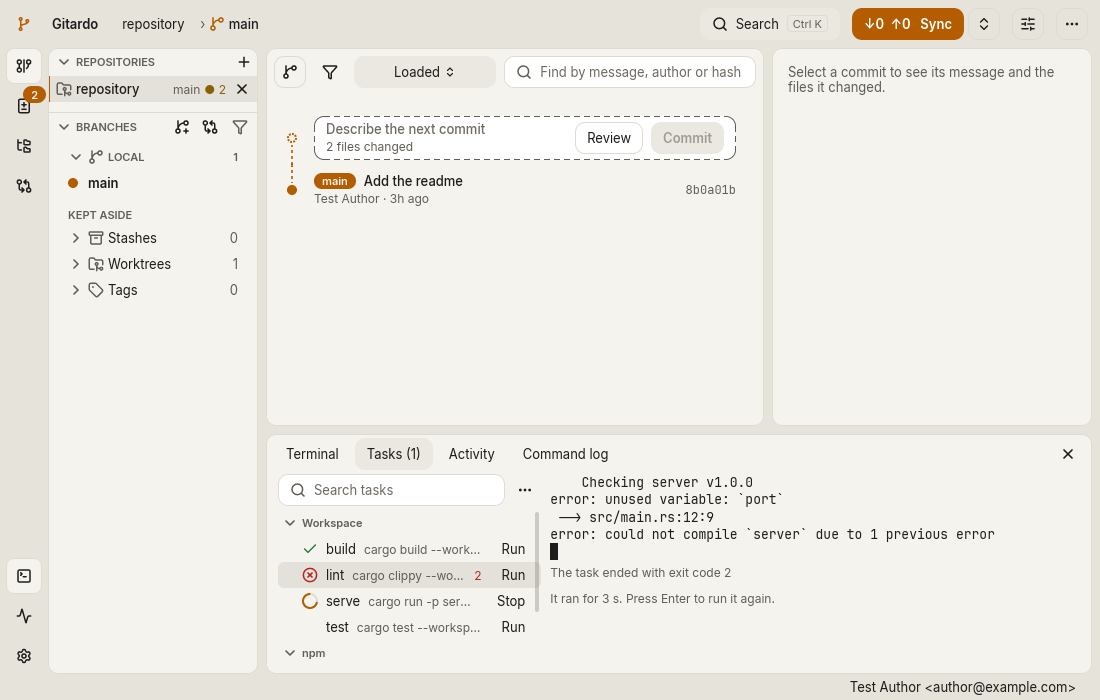 Gitardo repository › main Search Ctrl K ↓0 ↑0 Sync
REPOSITORIES
repository main 2
2
BRANCHES
LOCAL 1
main
KEPT ASIDE
Stashes 0
Worktrees 1
Tags 0
Loaded Find by message, author or hash
Describe the next commit
2 files changed
Review Commit
main Add the readme
Test Author · 3h ago
8b0a01b
Select a commit to see its message and the
files it changed.
Terminal Tasks (1) Activity Command log
Search tasks
Workspace
build cargo build --work… Run
lint cargo clippy --wo… 2 Run
serve cargo run -p ser… Stop
test cargo test --worksp… Run
npm
Checking server v1.0.0
error: unused variable: `port`
--> src/main.rs:12:9
error: could not compile `server` due to 1 previous error
The task ended with exit code 2
It ran for 3 s. Press Enter to run it again.
Test Author <author@example.com>